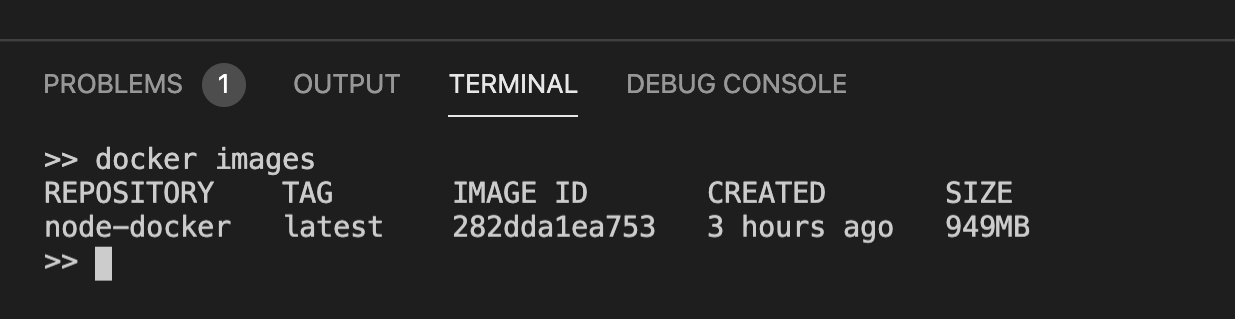 PROBLEMS 1 OUTPUT TERMINAL DEBUG CONSOLE
>> docker images
REPOSITORY TAG IMAGE ID CREATED SIZE
node-docker latest 282dda1ea753 3 hours ago 949MB
>>